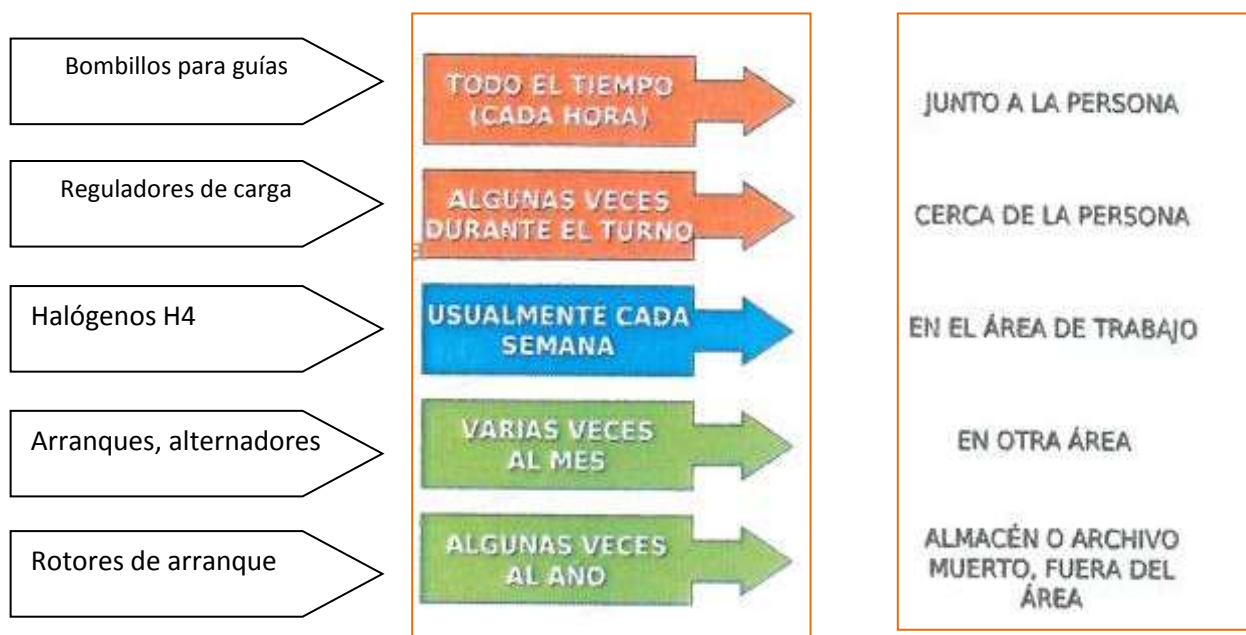 Bombillos para guías
TODO EL TIEMPO
(CADA HORA)
JUNTO A LA PERSONA
Reguladores de carga
ALGUNAS VECES
DURANTE EL TURNO
CERCA DE LA PERSONA
Halógenos H4
USUALMENTE CADA
SEMANA
EN EL ÁREA DE TRABAJO
Arranques, alternadores
VARIAS VECES
AL MES
EN OTRA ÁREA
Rotores de arranque
ALGUNAS VECES
AL ANO
ALMACÉN O ARCHIVO
MUERTO, FUERA DEL
ÁREA